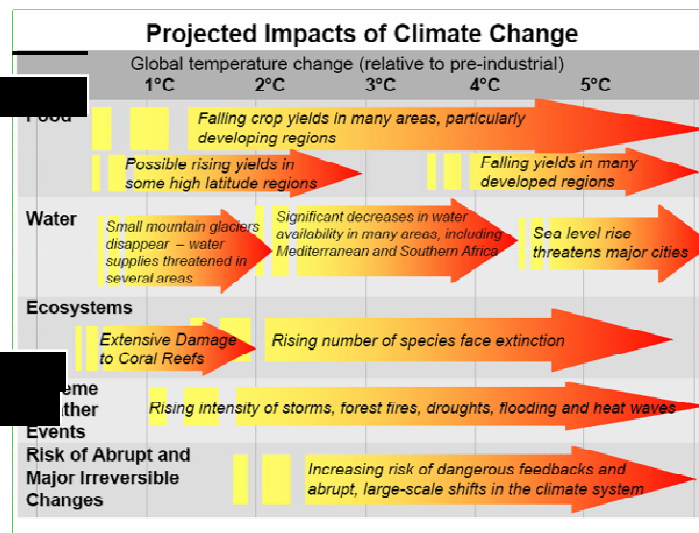 Projected Impacts of Climate Change
Global temperature change (relative to pre-industrial)
1°C 2°C 3°C 4°C 5°C
Food
Falling crop yields in many areas, particularly
developing regions
Possible rising yields in
some high latitude regions
Falling yields in many
developed regions
Water
Small mountain glaciers
disappear – water
supplies threatened in
several areas
Significant decreases in water
availability in many areas, including
Mediterranean and Southern Africa
Sea level rise
threatens major cities
Ecosystems
Extensive Damage
to Coral Reefs
Rising number of species face extinction
Events
Rising intensity of storms, forest fires, droughts, flooding and heat waves
Risk of Abrupt and
Major Irreversible
Changes
Increasing risk of dangerous feedbacks and
abrupt, large-scale shifts in the climate system